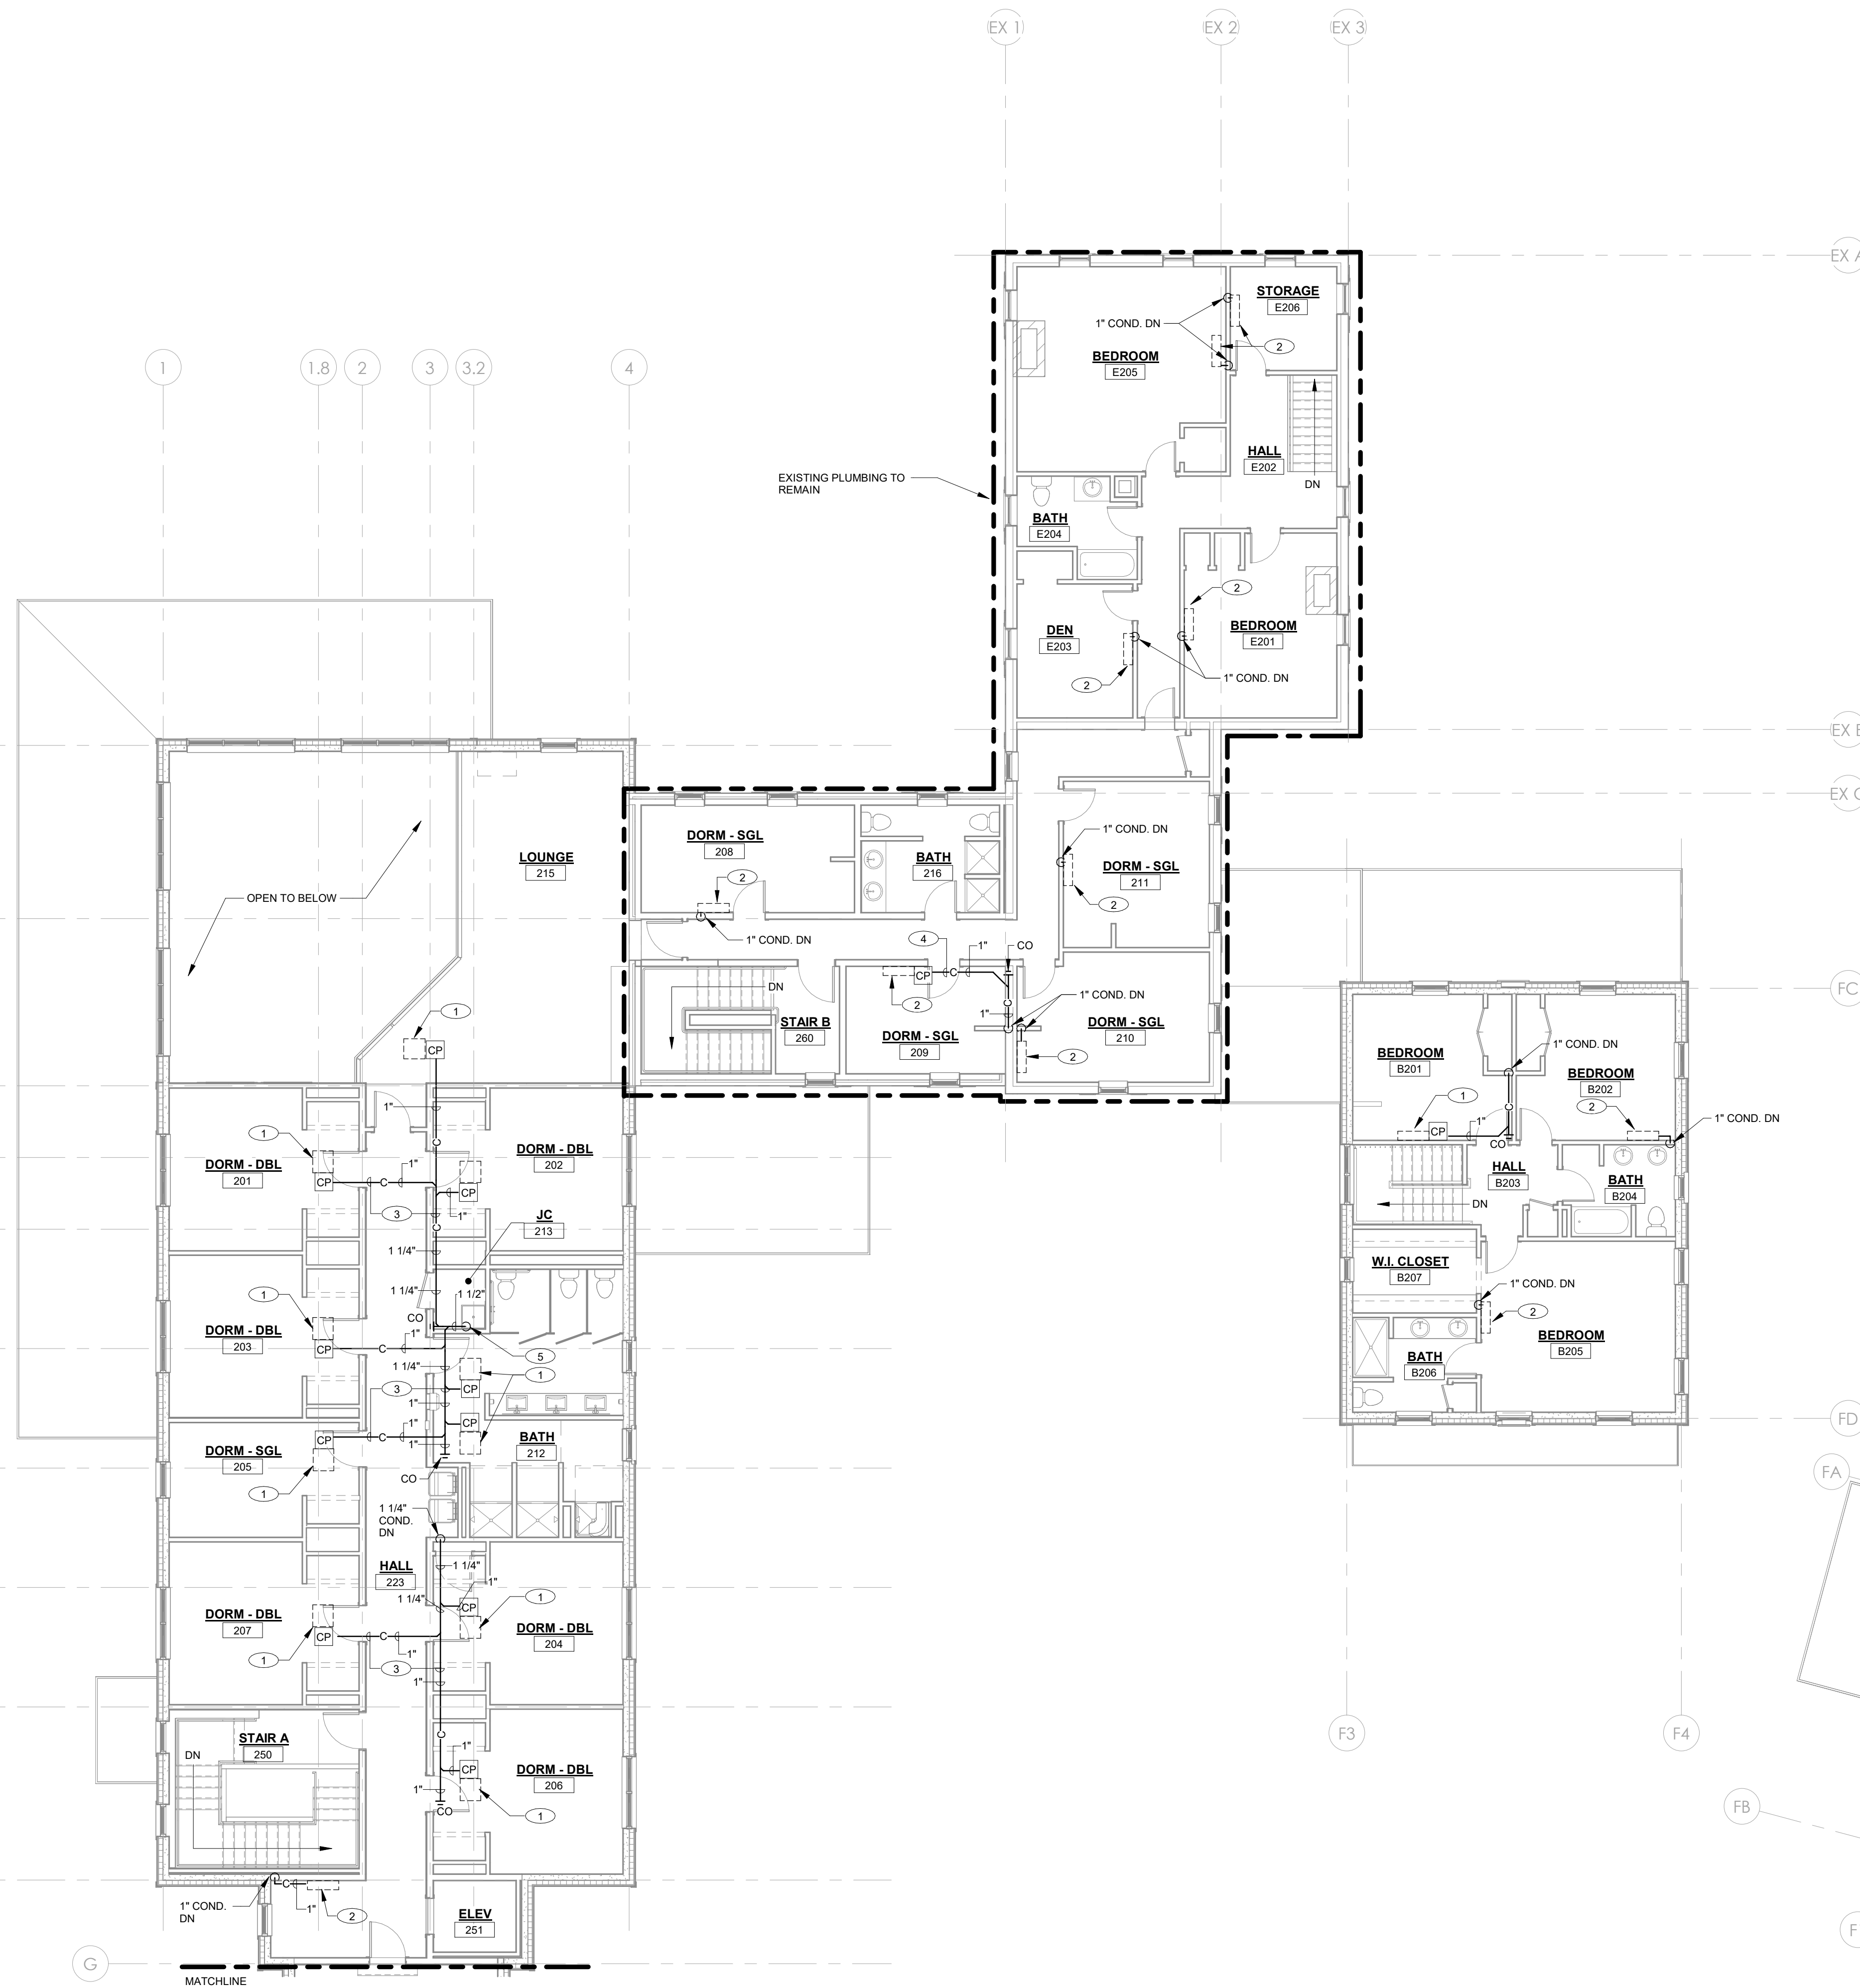 EX 1
EX 2
EX 3
EX A
1
1.8
2
3
3.2
4
STORAGE
E206
1" COND. DN
2
BEDROOM
E205
HALL
E202
DN
EXISTING PLUMBING TO
REMAIN
BATH
E204
2
DEN
E203
BEDROOM
E201
1" COND. DN
2
EX B
EX C
DORM - SGL
208
2
BATH
216
1" COND. DN
DORM - SGL
211
2
LOUNGE
215
OPEN TO BELOW
1" COND. DN
4
1"
CO
CP
C
2
DN
STAIR B
260
DORM - SGL
209
C
1"
1" COND. DN
DORM - SGL
210
2
FC
1
CP
1"
C
BEDROOM
B201
1" COND. DN
BEDROOM
B202
1
2
1" COND. DN
CP
1"
C
CO
HALL
B203
BATH
B204
DN
1
DORM - DBL
201
CP
C
1"
3
DORM - DBL
202
CP
1"
C
JC
213
1 1/4"
1 1/4"
1 1/2"
CO
5
1
W.I. CLOSET
B207
1" COND. DN
2
BEDROOM
B205
BATH
B206
1
DORM - DBL
203
CP
C
1"
1 1/4"
3
CP
1"
CP
1"
C
1"
CP
DORM - SGL
205
1
BATH
212
CO
FD
FA
1 1/4"
COND.
DN
HALL
223
1 1/4"
1"
1 1/4"
CP
1
DORM - DBL
207
CP
C
1"
1
DORM - DBL
204
3
1"
F3
F4
STAIR A
250
DN
C
1"
CP
DORM - DBL
206
1"
CO
1
FB
1" COND.
DN
C
1"
2
ELEV
251
F
G
MATCHLINE